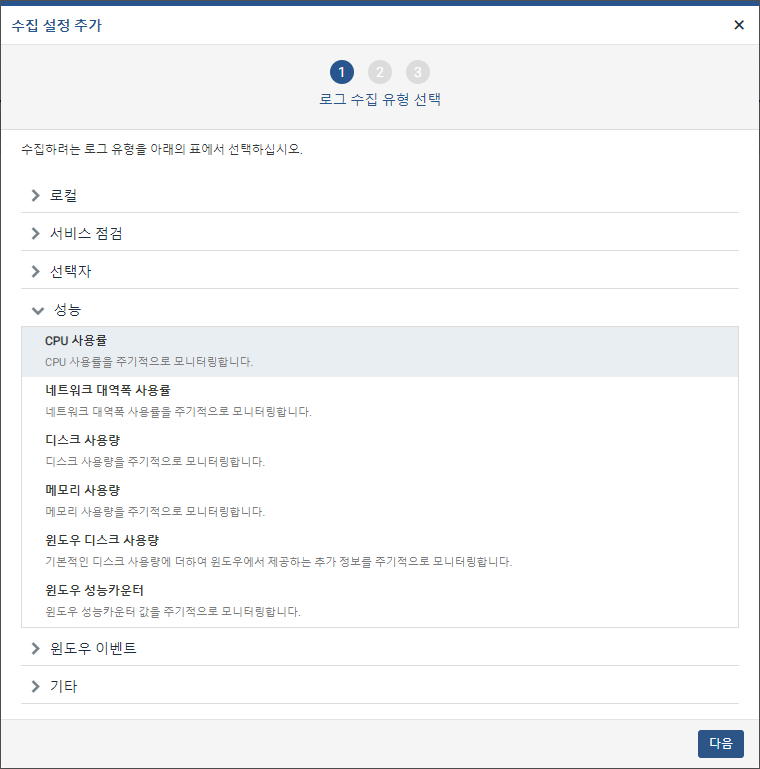 수집 설정 추가
1 2 3
로그 수집 유형 선택
수집하려는 로그 유형을 아래의 표에서 선택하십시오.
로컬
서비스 점검
선택자
성능
CPU 사용률
CPU 사용률을 주기적으로 모니터링합니다.
네트워크 대역폭 사용률
네트워크 대역폭 사용률을 주기적으로 모니터링합니다.
디스크 사용량
디스크 사용량을 주기적으로 모니터링합니다.
메모리 사용량
메모리 사용량을 주기적으로 모니터링합니다.
윈도우 디스크 사용량
기본적인 디스크 사용량에 더하여 윈도우에서 제공하는 추가 정보를 주기적으로 모니터링합니다.
윈도우 성능카운터
윈도우 성능카운터 값을 주기적으로 모니터링합니다.
윈도우 이벤트
기타
다음